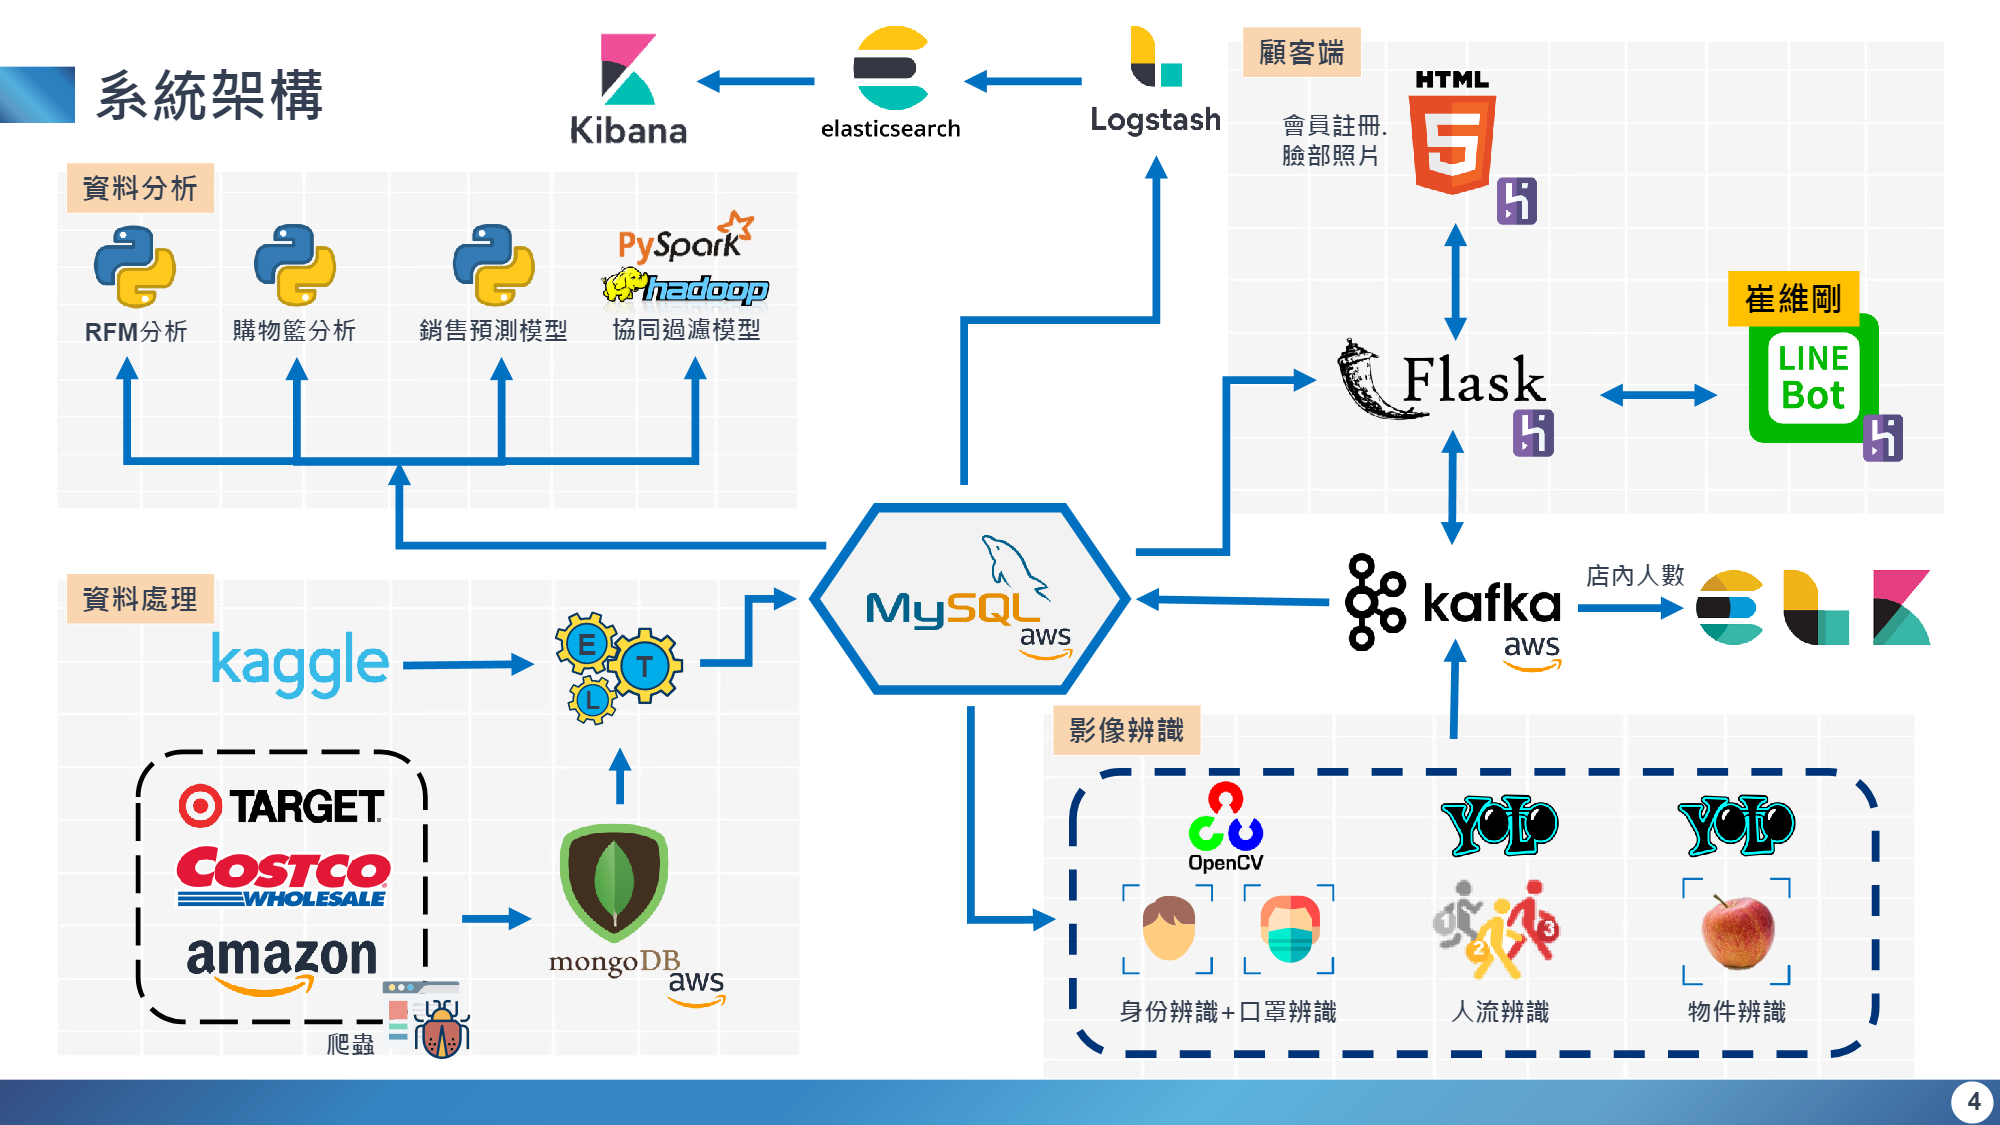 系統架構
Kibana
elasticsearch
Logstash
顧客端
HTML
5
會員註冊.
臉部照片
崔維剛
LINE
Bot
Flask
資料分析
PySpark
hadoop
RFM分析
購物籃分析
銷售預測模型
協同過濾模型
MySQL
aws
kafka
aws
店內人數
資料處理
kaggle
E
T
L
TARGET
COSTCO
WHOLESALE
amazon
爬蟲
mongoDB
aws
影像辨識
OpenCV
YOLO
YOLO
1
2
3
身份辨識+口罩辨識
人流辨識
物件辨識
4